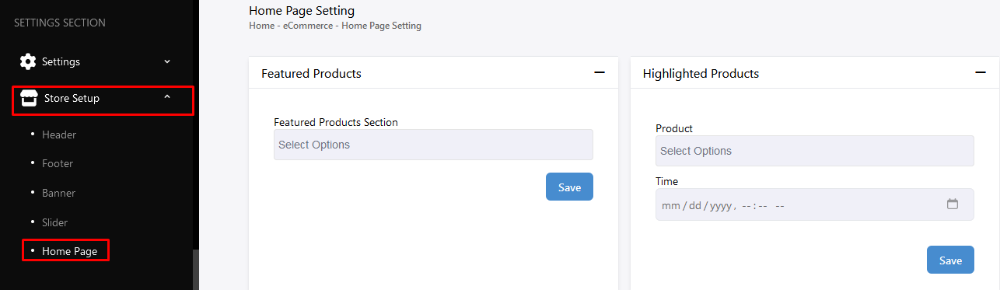 SETTINGS SECTION
Settings
Store Setup
Header
Footer
Banner
Slider
Home Page
Home Page Setting
Home - eCommerce - Home Page Setting
Featured Products
Featured Products Section
Select Options
Save
Highlighted Products
Product
Select Options
Time
mm/dd/yyyy, --:-- --
Save